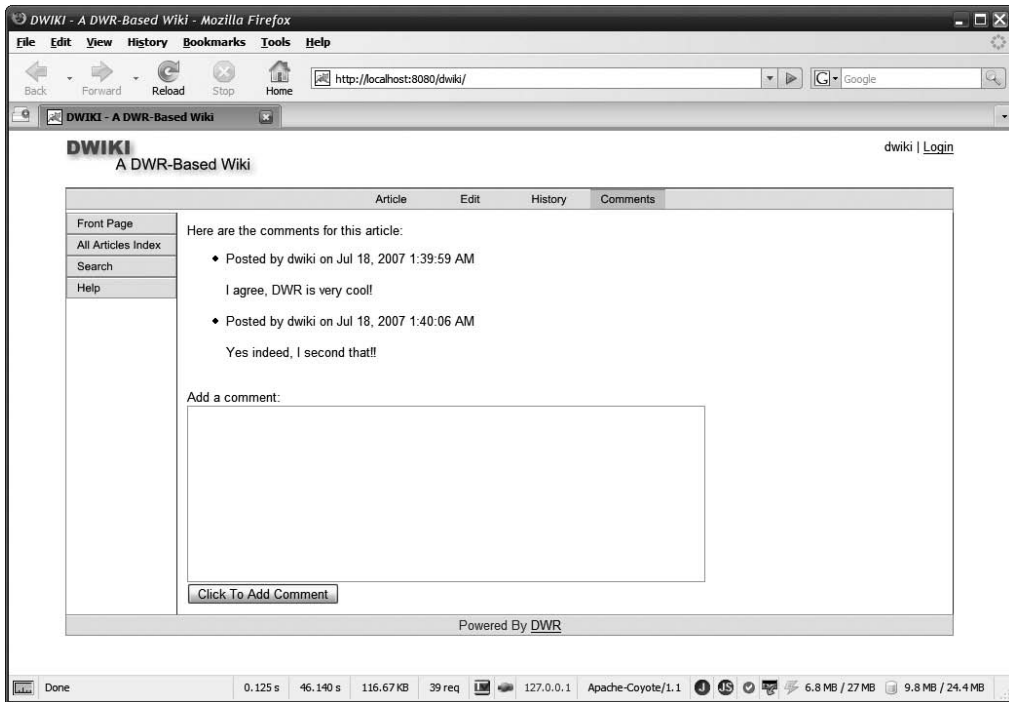 DWIKI - A DWR-Based Wiki - Mozilla Firefox
File Edit View History Bookmarks Tools Help
Back Forward Reload Stop Home http://localhost:8080/dwiki/ G Google
DWIKI - A DWR-Based Wiki
DWIKI
A DWR-Based Wiki
dwiki | Login
Article Edit History Comments
Front Page
All Articles Index
Search
Help
Here are the comments for this article:
Posted by dwiki on Jul 18, 2007 1:39:59 AM
I agree, DWR is very cool!
Posted by dwiki on Jul 18, 2007 1:40:06 AM
Yes indeed, I second that!!
Add a comment:
Click To Add Comment
Powered By DWR
Done 0.125 s 46.140 s 116.67 KB 39 req 127.0.0.1 Apache-Coyote/1.1 J JS 6.8 MB / 27 MB 9.8 MB / 24.4 MB